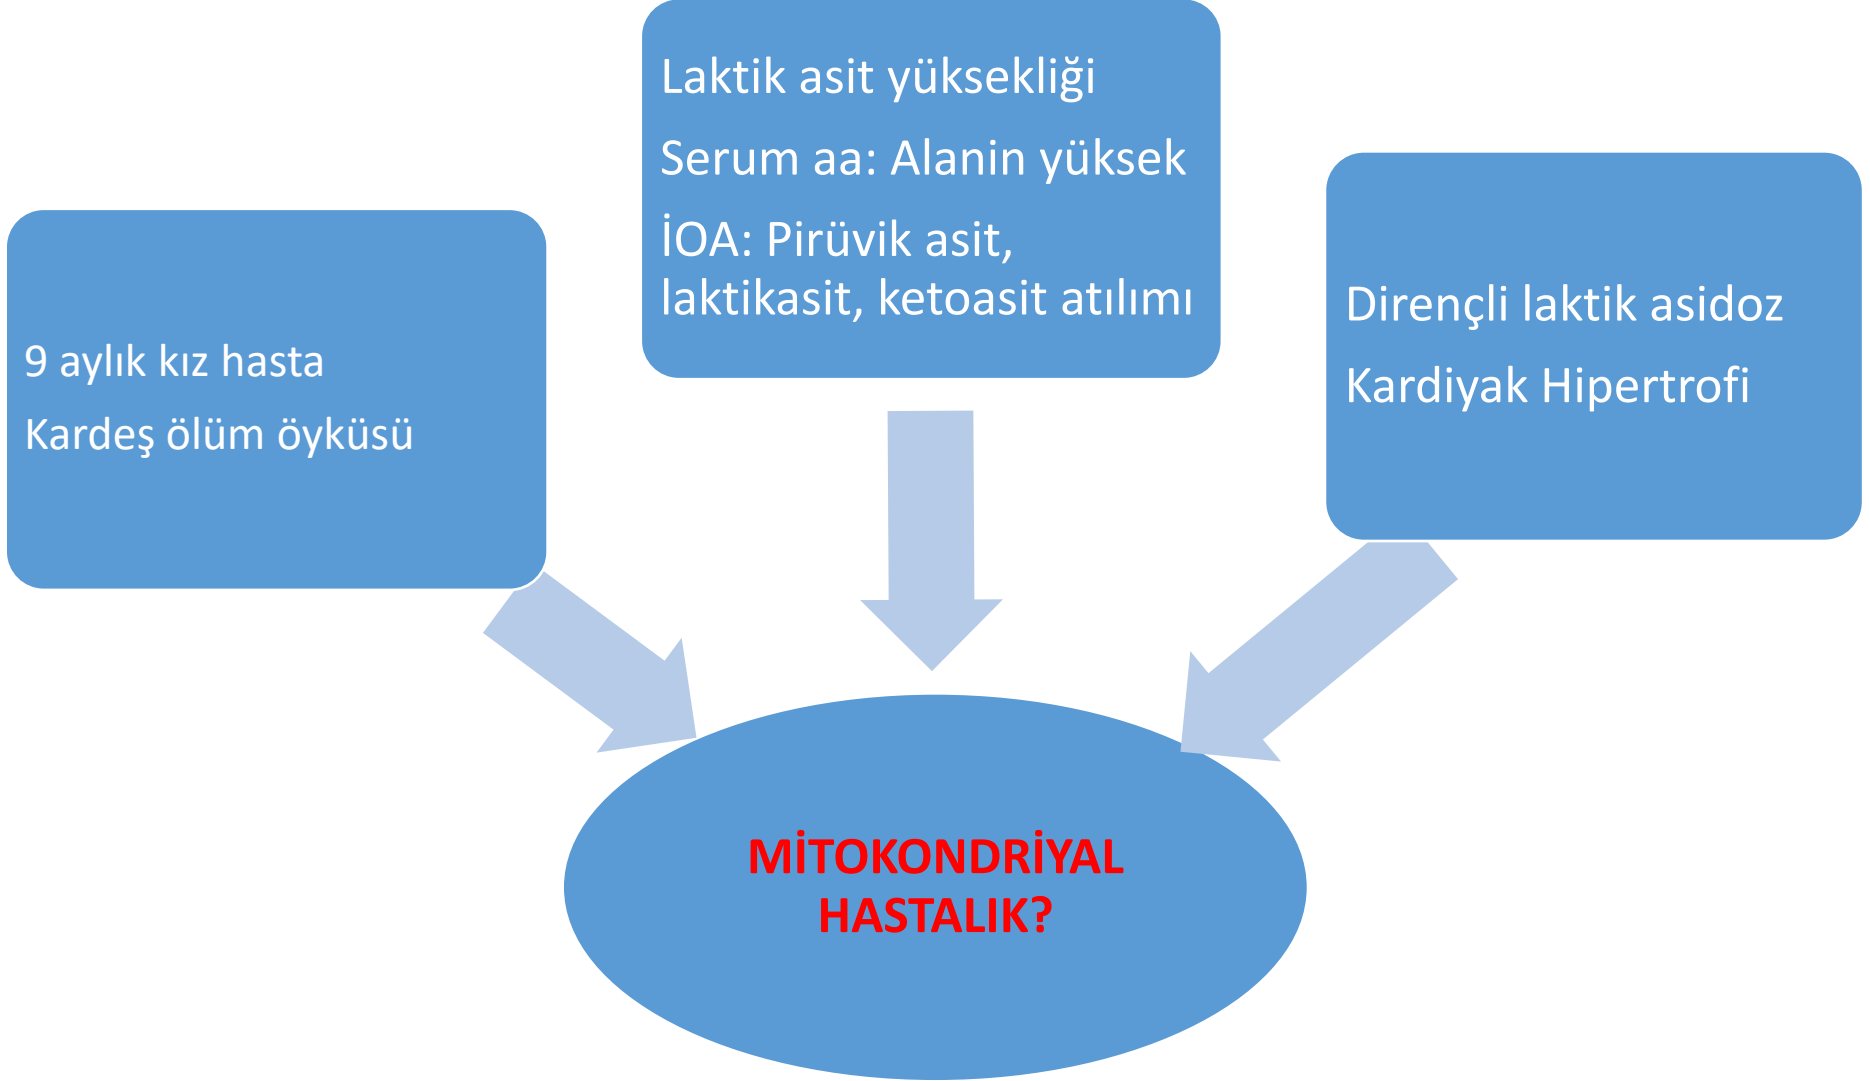 9 aylık kız hasta
Kardeş ölüm öyküsü
Laktik asit yüksekliği
Serum aa: Alanin yüksek
İOA: Pirüvik asit,
laktikasit, ketoasit atılımı
Dirençli laktik asidoz
Kardiyak Hipertrofi
MİTOKONDRİYAL
HASTALIK?